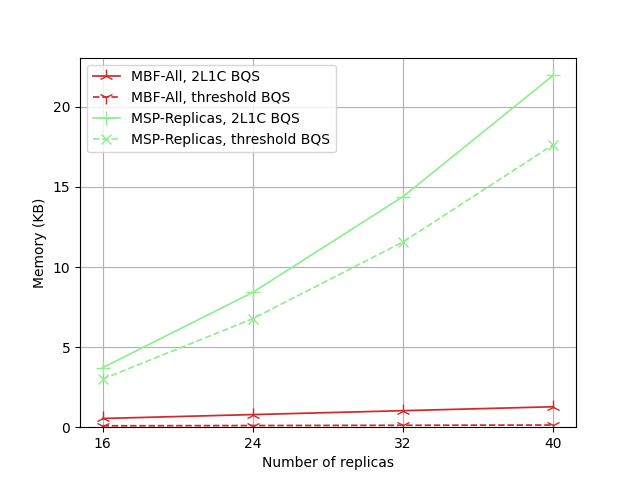 MBF-All, 2L1C BQS
MBF-All, threshold BQS
MSP-Replicas, 2L1C BQS
MSP-Replicas, threshold BQS
20
15
10
5
0
Memory (KB)
16 24 32 40
Number of replicas